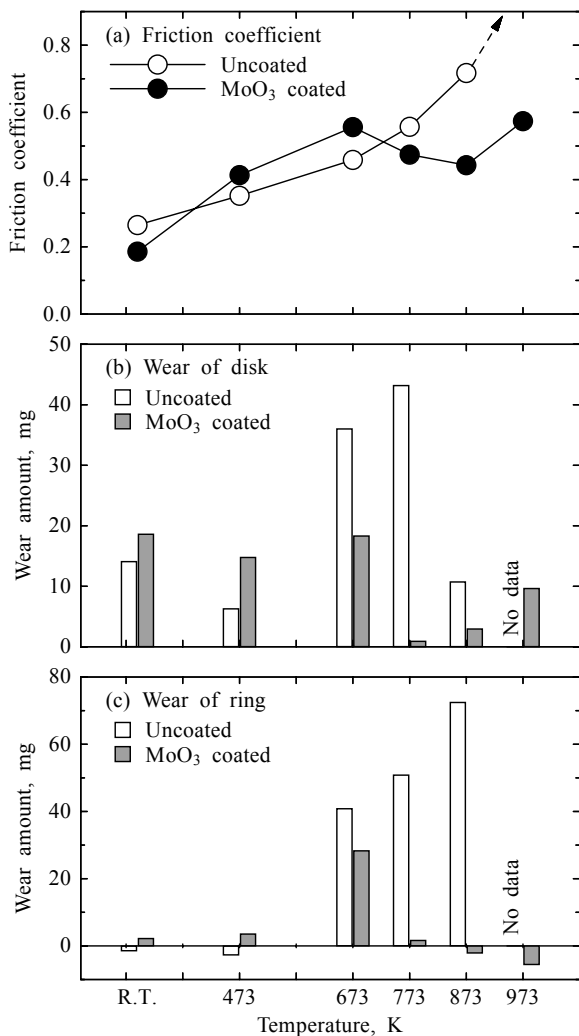 (a) Friction coefficient
Uncoated
MoO₃ coated
Friction coefficient
0.8
0.6
0.4
0.2
0.0
(b) Wear of disk
Uncoated
MoO₃ coated
Wear amount, mg
50
40
30
20
10
0
No data
(c) Wear of ring
Uncoated
MoO₃ coated
Wear amount, mg
80
60
40
20
0
No data
R.T. 473 673 773 873 973
Temperature, K